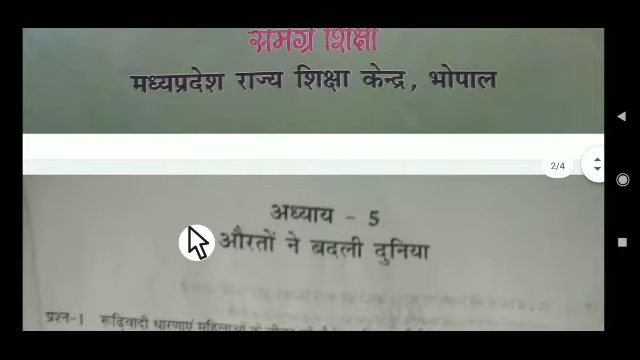 समग्र शिक्षा
मध्यप्रदेश राज्य शिक्षा केन्द्र, भोपाल
2/4
अध्याय - 5
औरतों ने बदली दुनिया
प्रश्न-1 रूढ़िवादी धारणाएं महिलाओं के